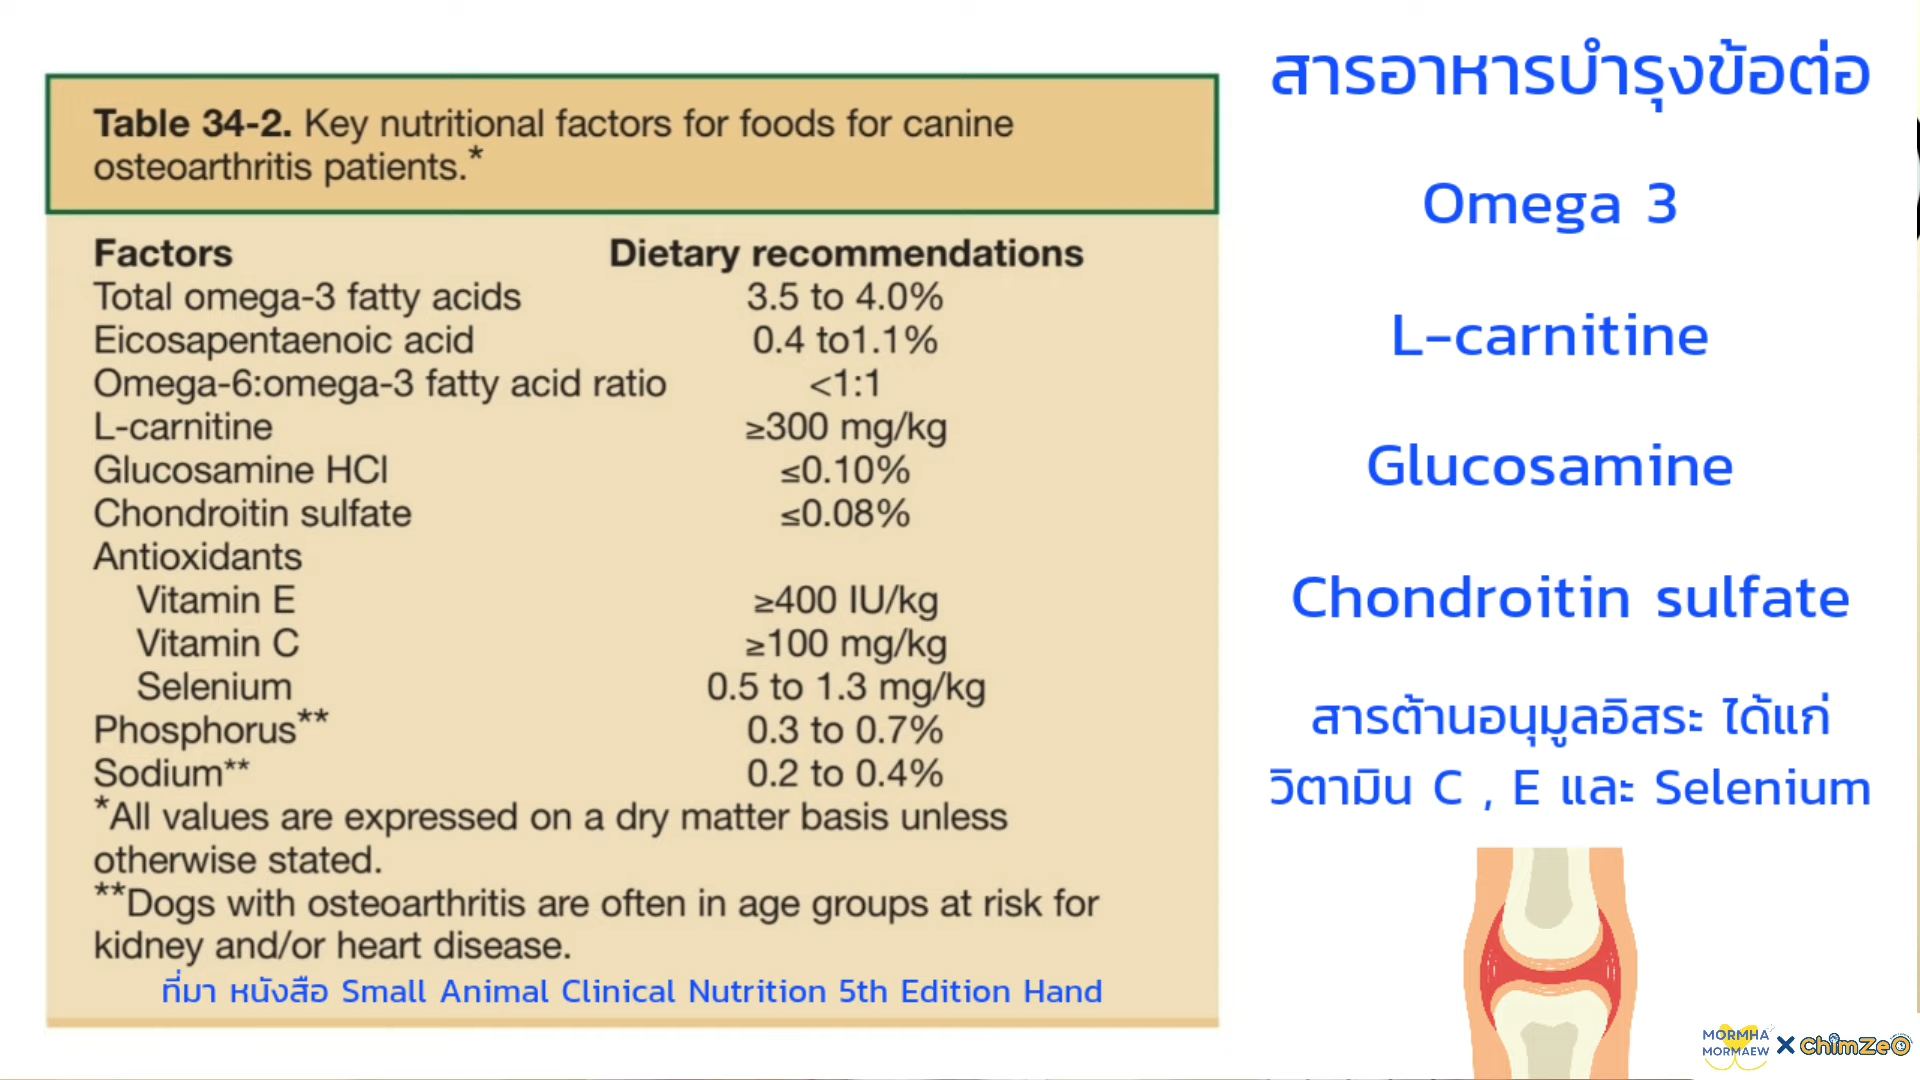 Table 34-2. Key nutritional factors for foods for canine
osteoarthritis patients.*
Factors Dietary recommendations
Total omega-3 fatty acids 3.5 to 4.0%
Eicosapentaenoic acid 0.4 to1.1%
Omega-6:omega-3 fatty acid ratio <1:1
L-carnitine ≥300 mg/kg
Glucosamine HCl ≤0.10%
Chondroitin sulfate ≤0.08%
Antioxidants
Vitamin E ≥400 IU/kg
Vitamin C ≥100 mg/kg
Selenium 0.5 to 1.3 mg/kg
Phosphorus** 0.3 to 0.7%
Sodium** 0.2 to 0.4%
*All values are expressed on a dry matter basis unless
otherwise stated.
**Dogs with osteoarthritis are often in age groups at risk for
kidney and/or heart disease.
ที่มา หนังสือ Small Animal Clinical Nutrition 5th Edition Hand
สารอาหารบำรุงข้อต่อ
Omega 3
L-carnitine
Glucosamine
Chondroitin sulfate
สารต้านอนุมูลอิสระ ได้แก่
วิตามิน C , E และ Selenium
MORMHA
MORMAEW X ChimZeO